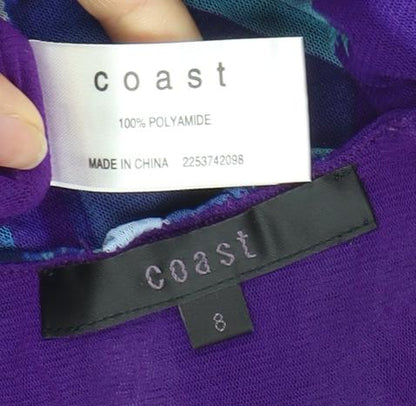 coast
100% POLYAMIDE
MADE IN CHINA 2253742098
coast
8